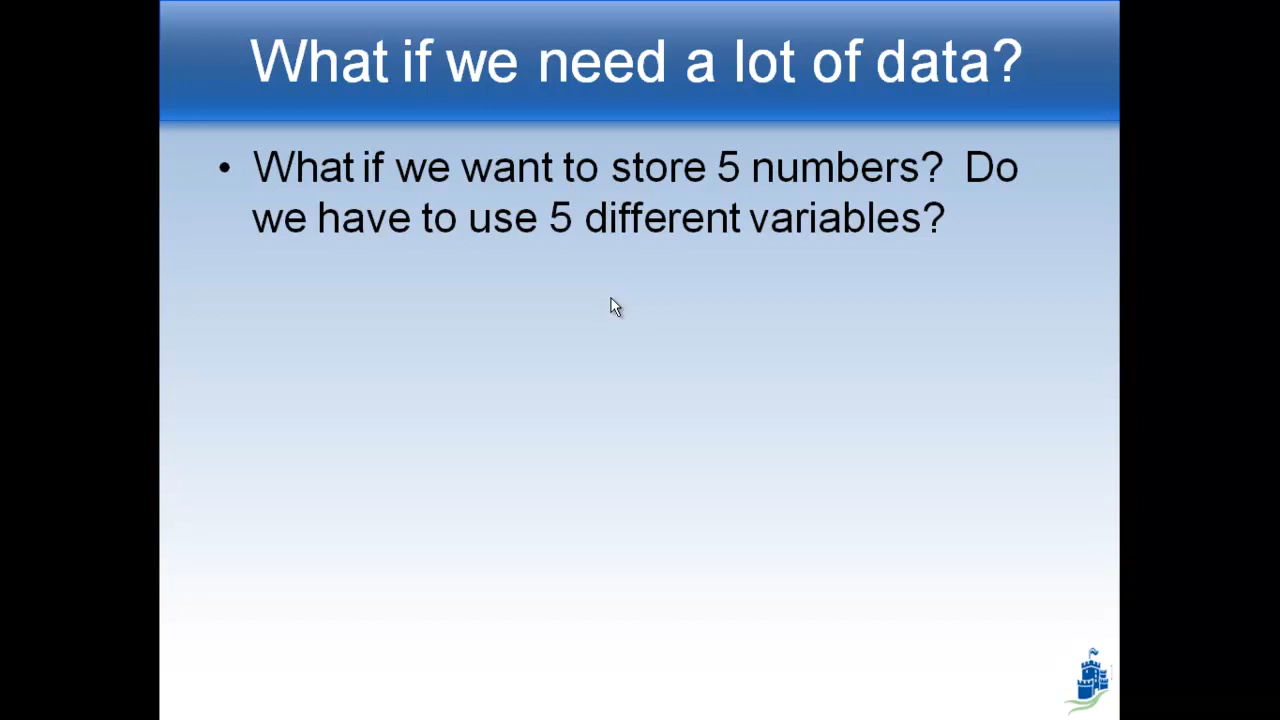 What if we need a lot of data?
• What if we want to store 5 numbers?  Do
we have to use 5 different variables?